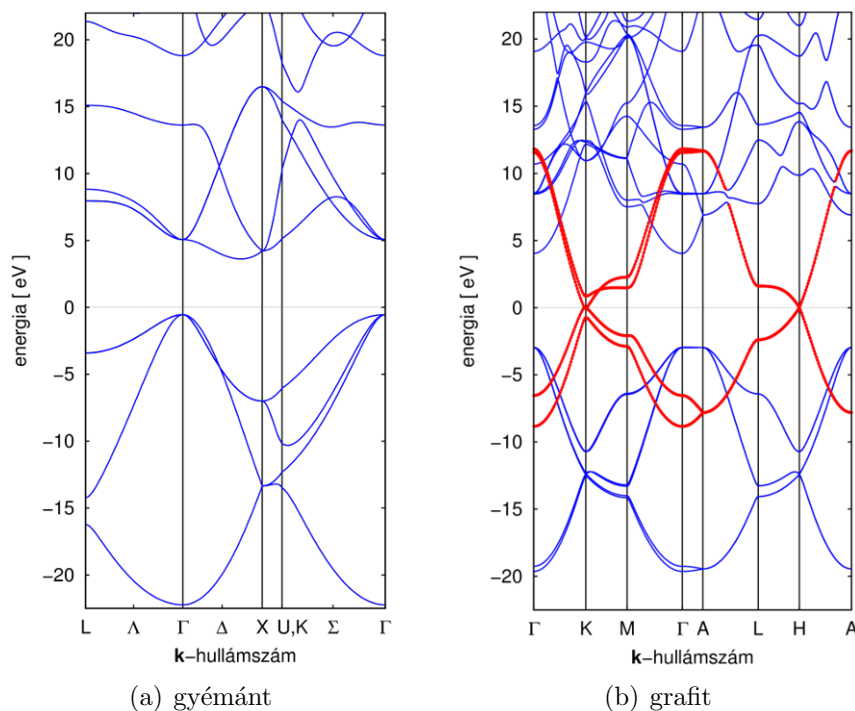 energia [ eV ]
20
15
10
5
0
−5
−10
−15
−20
L Λ Γ Δ X U,K Σ Γ
k−hullámszám
(a) gyémánt
energia [ eV ]
20
15
10
5
0
−5
−10
−15
−20
Γ K M Γ A L H A
k−hullámszám
(b) grafit